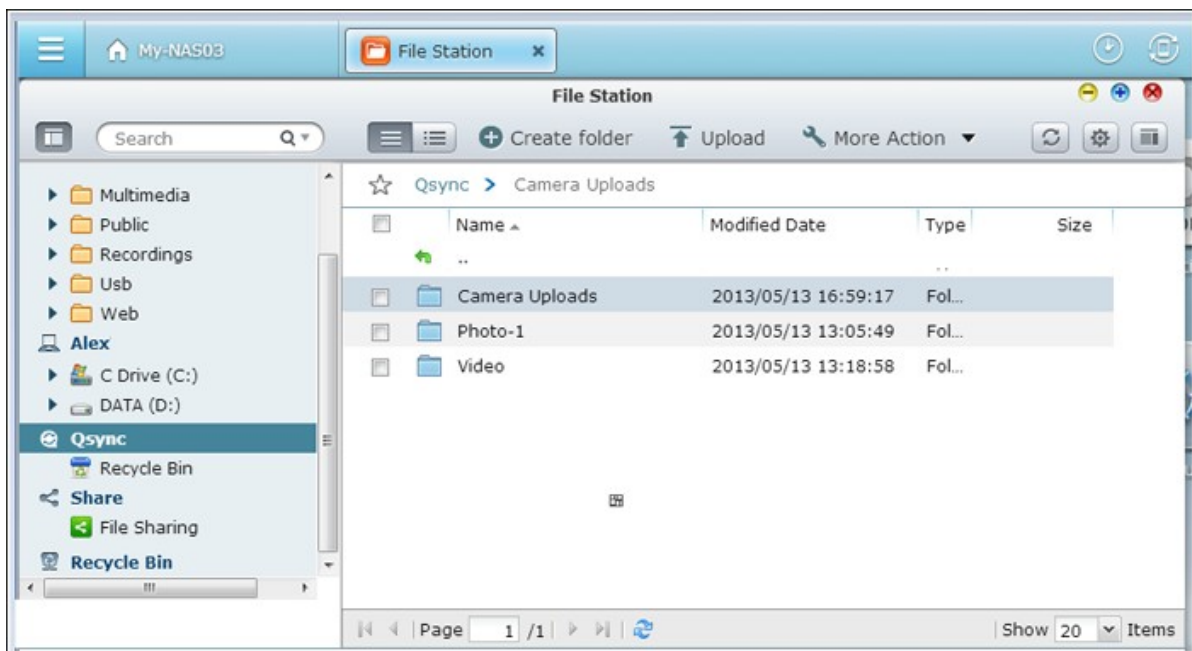 My-NAS03
File Station
File Station
Search
Create folder
Upload
More Action
Multimedia
Public
Recordings
Usb
Web
Alex
C Drive (C:)
DATA (D:)
Qsync
Recycle Bin
Share
File Sharing
Recycle Bin
Qsync > Camera Uploads
Name Modified Date Type Size
..
Camera Uploads 2013/05/13 16:59:17 Fol...
Photo-1 2013/05/13 13:05:49 Fol...
Video 2013/05/13 13:18:58 Fol...
Page 1 /1
Show 20 Items